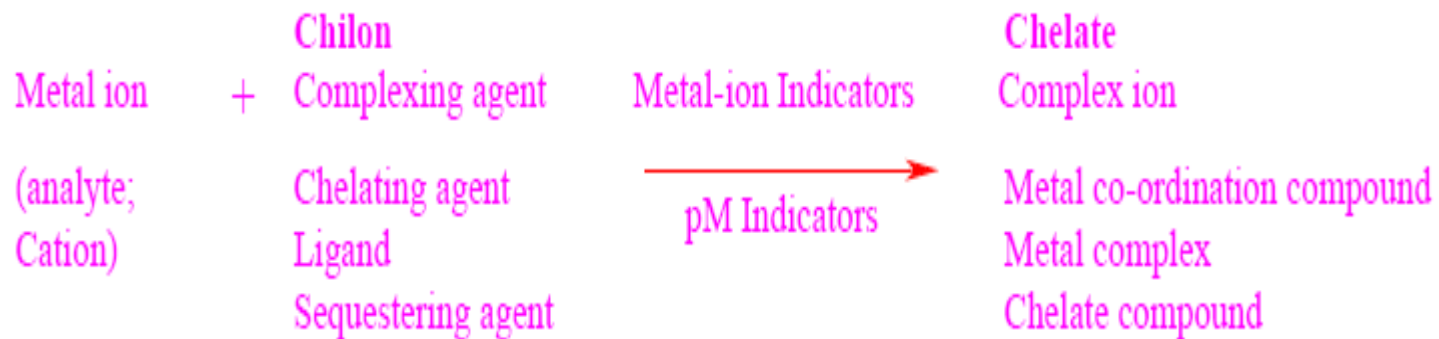 Chilon Chelate
Metal ion + Complexing agent Metal-ion Indicators Complex ion
(analyte; Chelating agent Metal co-ordination compound
pM Indicators
Cation) Ligand Metal complex
Sequestering agent Chelate compound